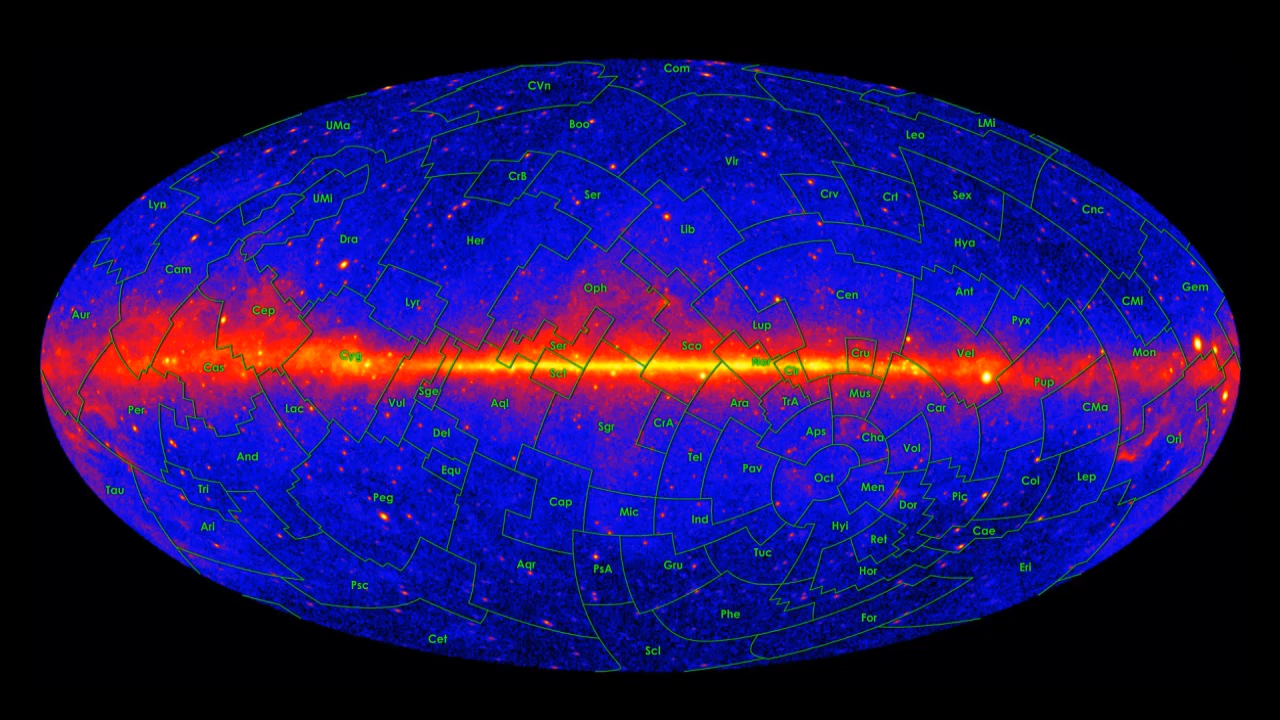 Com
CVn
UMa
Boo
LMi
Leo
Vir
CrB
Ser
Crv
Crt
Sex
UMi
Lyn
Cnc
Lib
Dra
Her
Hya
Cam
Oph
Cen
Ant
Gem
CMi
Lyr
Cep
Aur
Pyx
Lup
Ser
Sco
Cru
Vel
Mon
Cyg
Nor
Cir
Cas
Sct
Pup
Sge
Mus
Vul
Aql
Ara
TrA
Per
Lac
Car
CMa
CrA
Sgr
Del
Aps
Cha
Ori
Vol
And
Tel
Equ
Pav
Oct
Col
Lep
Tau
Tri
Men
Peg
Pic
Cap
Dor
Mic
Ind
Ari
Hyi
Cae
Ret
Tuc
Aqr
PsA
Gru
Hor
Eri
Psc
Phe
For
Cet
Scl